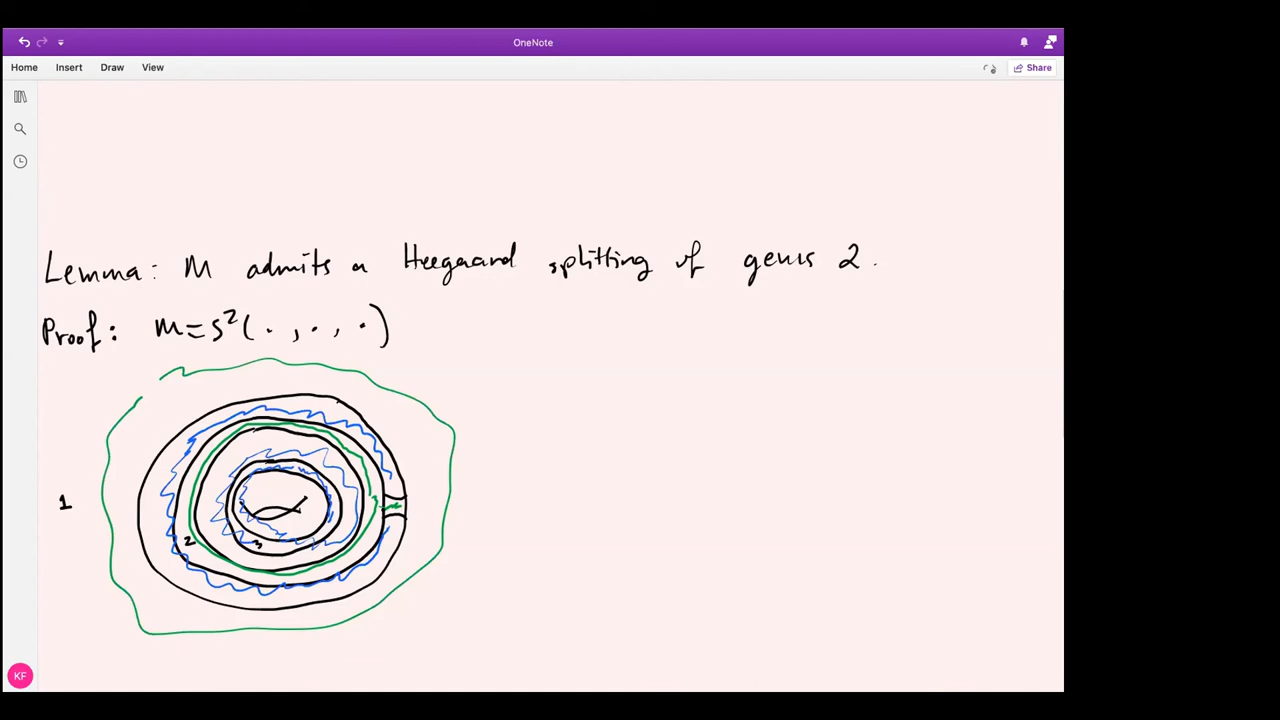 OneNote
Home Insert Draw View
Share
Lemma: M admits a Heegaard splitting of genus 2.
Proof: M=S²( · , · , · )
1
2
3
KF